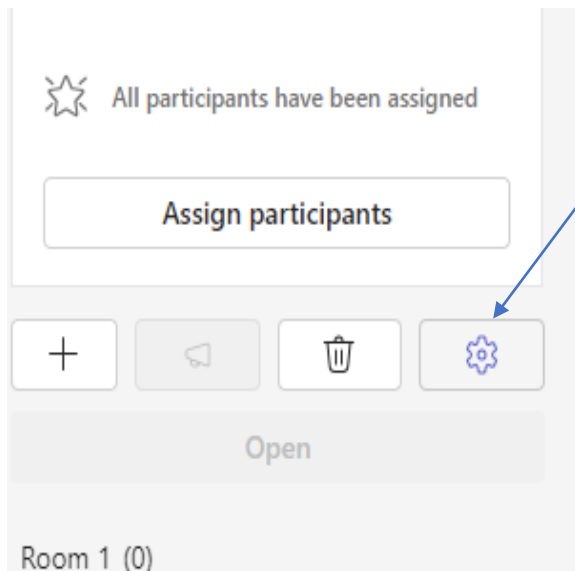 All participants have been assigned
Assign participants
Open
Room 1 (0)